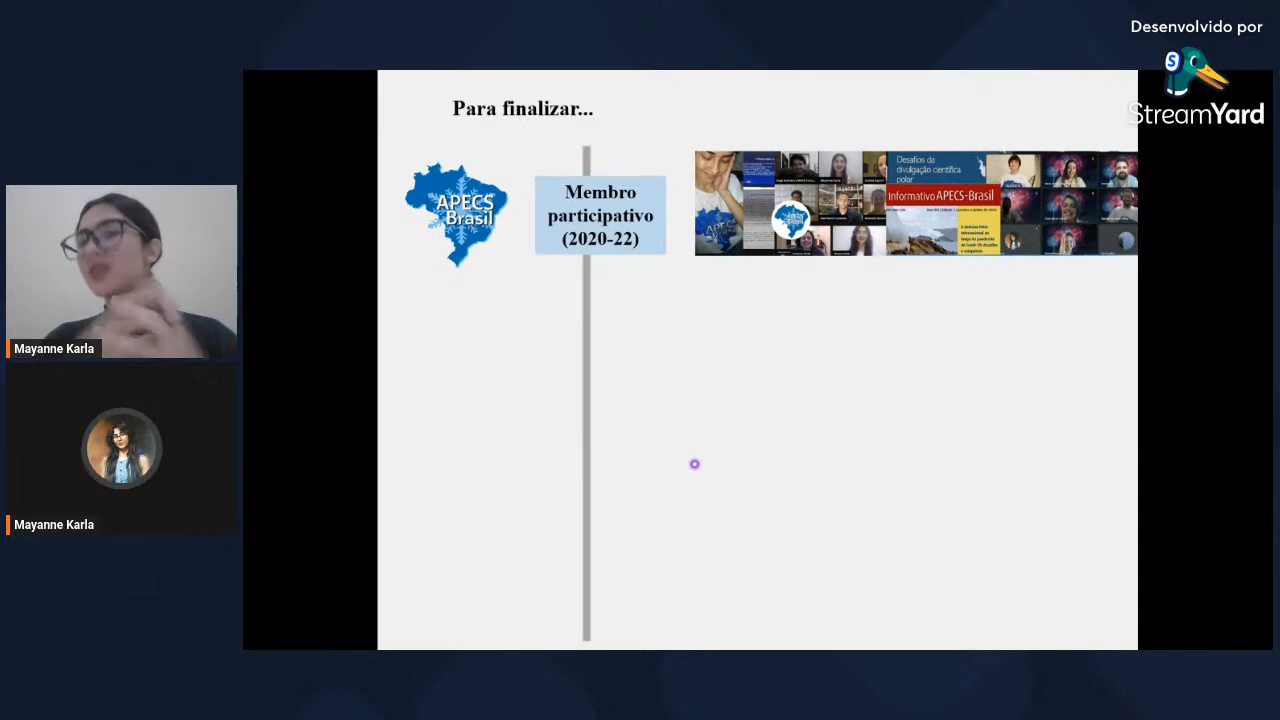 Desenvolvido por
StreamYard
Para finalizar...
APECS
Brasil
Membro
participativo
(2020-22)
Desafios da
divulgação científica
polar
Informativo APECS-Brasil
Mayanne Karla
Mayanne Karla